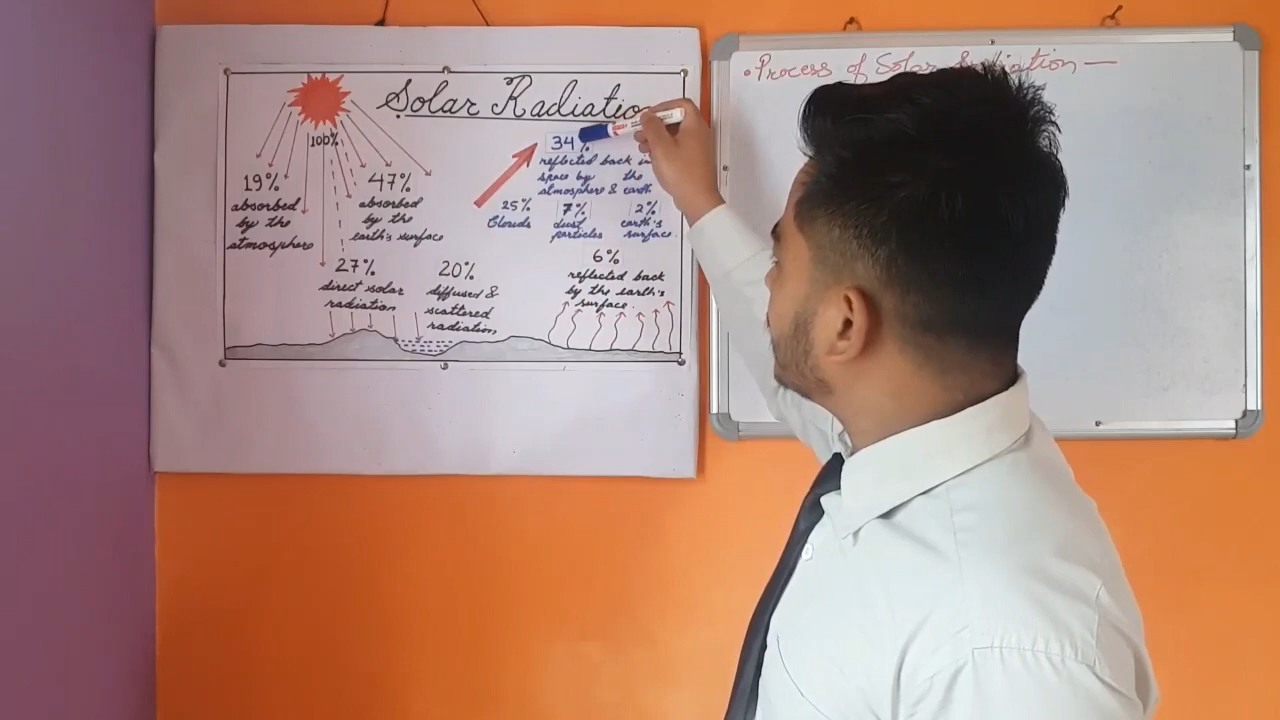 Solar Radiation
100%
34%
reflected back in
space by the
atmosphere & earth
19%
absorbed
by the
atmosphere
47%
absorbed
by the
earth's surface
25%
Clouds
7%
dust
particles
2%
earth's
surface.
27%
direct solar
radiation
20%
diffused &
scattered
radiation
6%
reflected back
by the earth's
surface.
• Process of Solar Radiation —